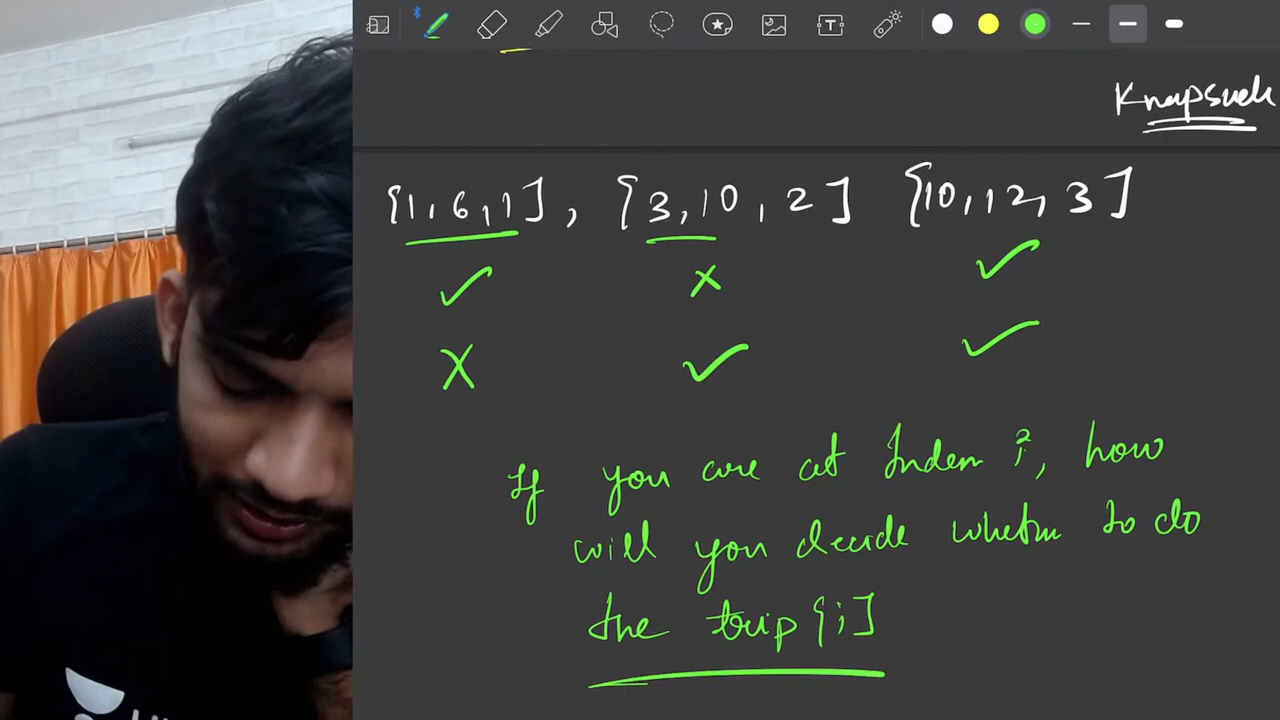 Knapsack
[1, 6, 1], [3, 10, 2] [10, 12, 3]
If you are at Index i, how
will you decide whether to do
the trip[i]